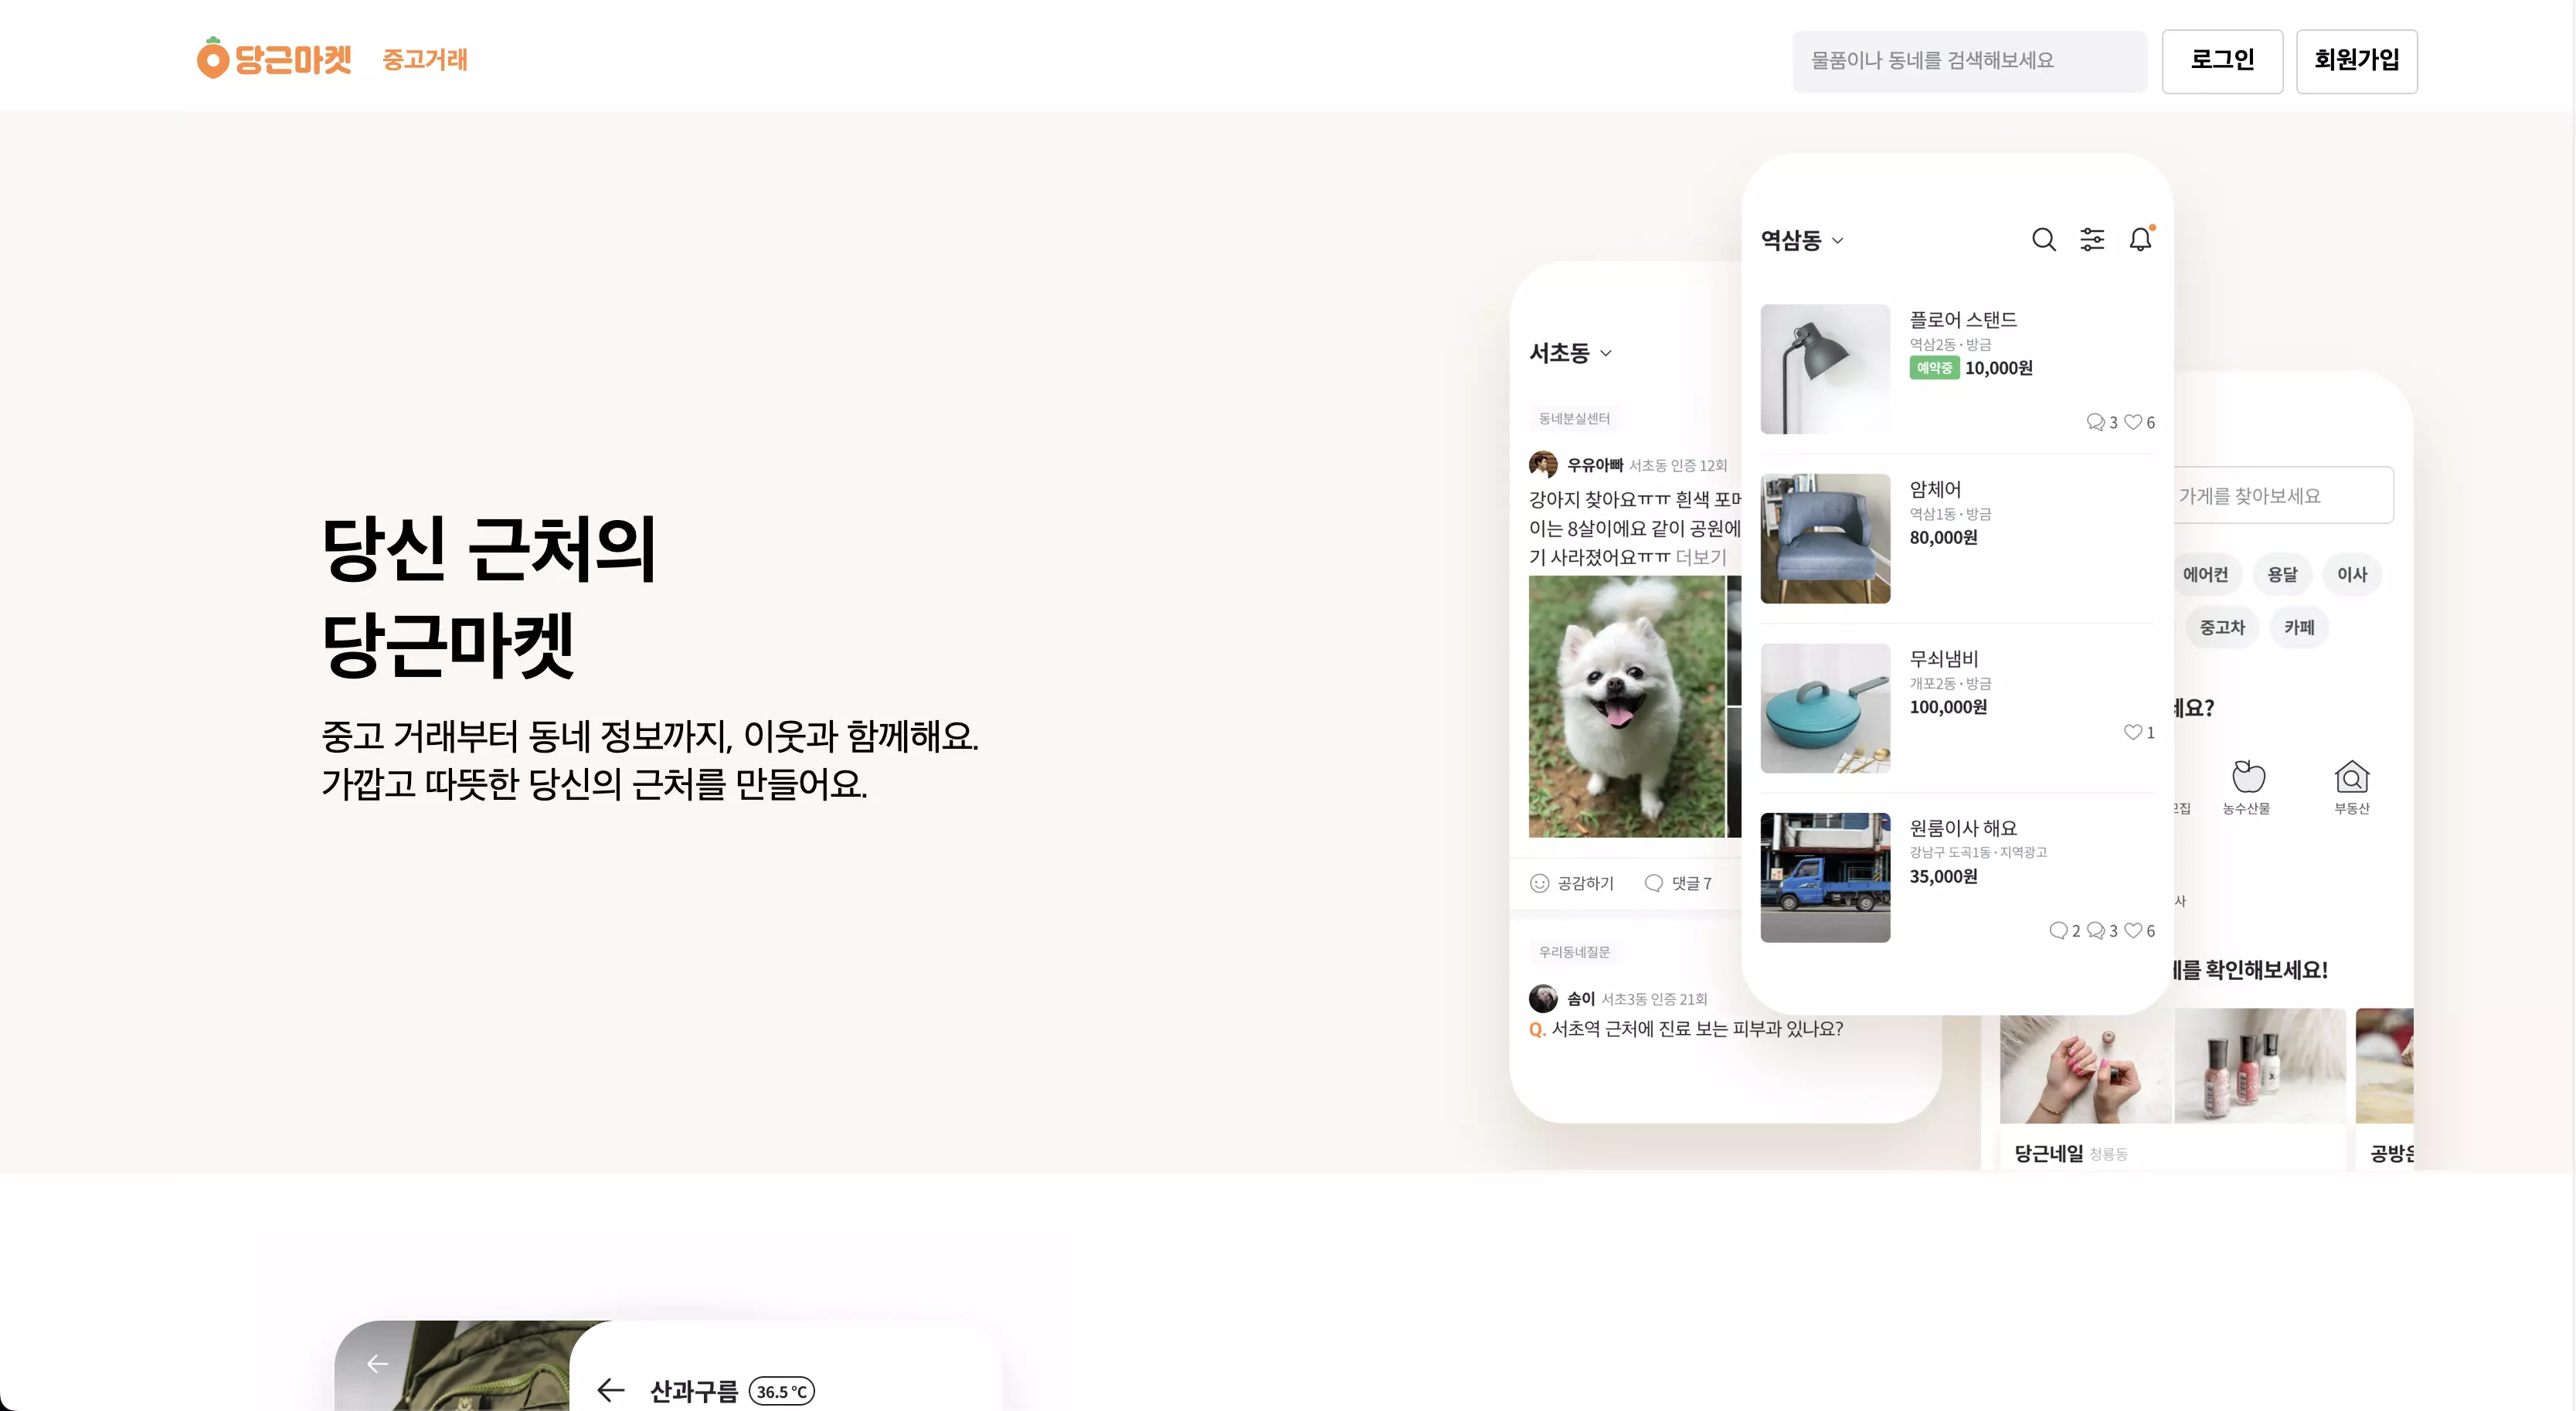 당근마켓
중고거래
물품이나 동네를 검색해보세요
로그인
회원가입
당신 근처의
당근마켓
중고 거래부터 동네 정보까지, 이웃과 함께해요.
가깝고 따뜻한 당신의 근처를 만들어요.
서초동
동네분실센터
우유아빠 서초동 인증 12회
강아지 찾아요ㅠㅠ 흰색
이는 8살이에요 같이 공원에
기 사라졌어요ㅠㅠ 더보기
공감하기 댓글 7
우리동네질문
솜이 서초3동 인증 21회
Q. 서초역 근처에 진료 보는 피부과 있나요?
역삼동
플로어 스탠드
역삼2동 · 방금
예약중 10,000원
3 6
암체어
역삼1동 · 방금
80,000원
무쇠냄비
개포2동 · 방금
100,000원
1
원룸이사 해요
강남구 도곡1동 · 지역광고
35,000원
2 3 6
가게를 찾아보세요
에어컨 용달 이사
중고차 카페
요?
농수산물 부동산
사
를 확인해보세요!
당근네일 청룡동
공방
산과구름 36.5 °C